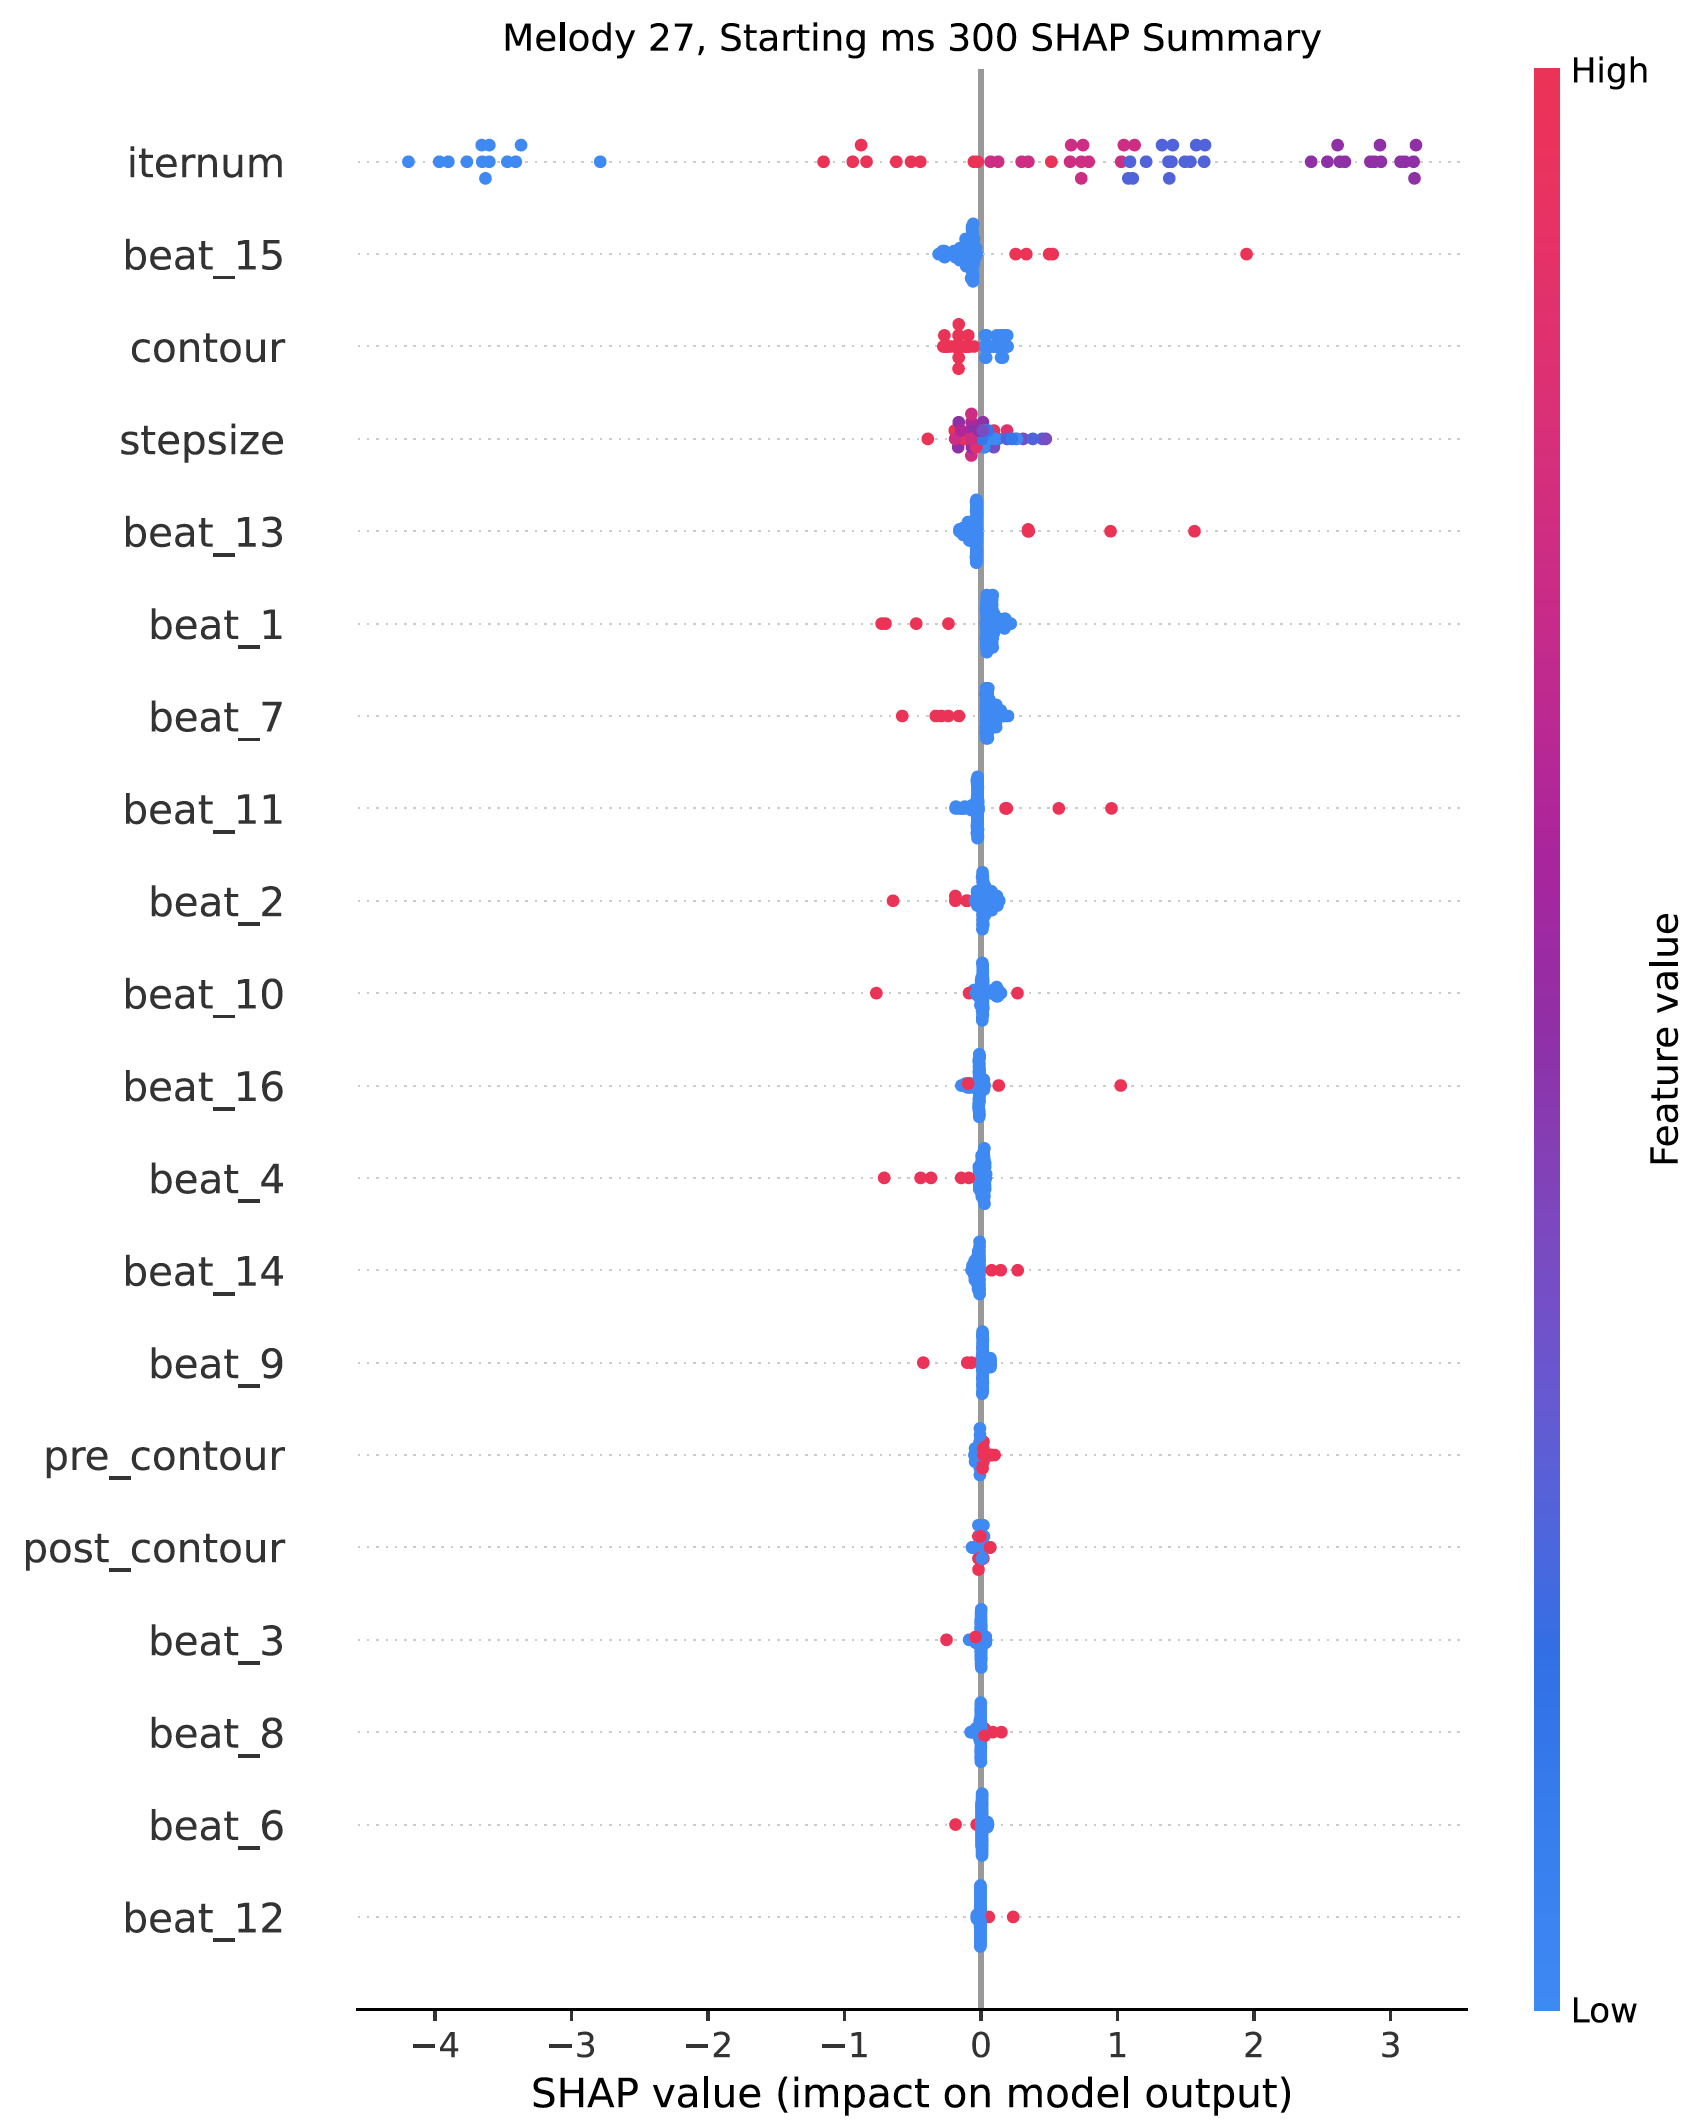 Melody 27, Starting ms 300 SHAP Summary
High
iternum
beat_15
contour
stepsize
beat_13
beat_1
beat_7
beat_11
beat_2
beat_10
beat_16
beat_4
beat_14
beat_9
pre_contour
post_contour
beat_3
beat_8
beat_6
beat_12
Feature value
Low
−4 −3 −2 −1 0 1 2 3
SHAP value (impact on model output)